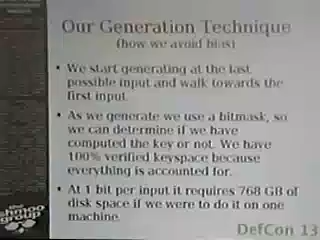 Our Generation Technique
(how we avoid bias)
• We start generating at the last
possible input and walk towards the
first input.
• As we generate we use a bitmask, so
we can determine if we have
computed the key or not. We have
100% verified keyspace because
everything is accounted for.
• At 1 bit per input it requires 768 GB of
disk space if we were to do it on one
machine.
the
shmoo
group
DefCon 13